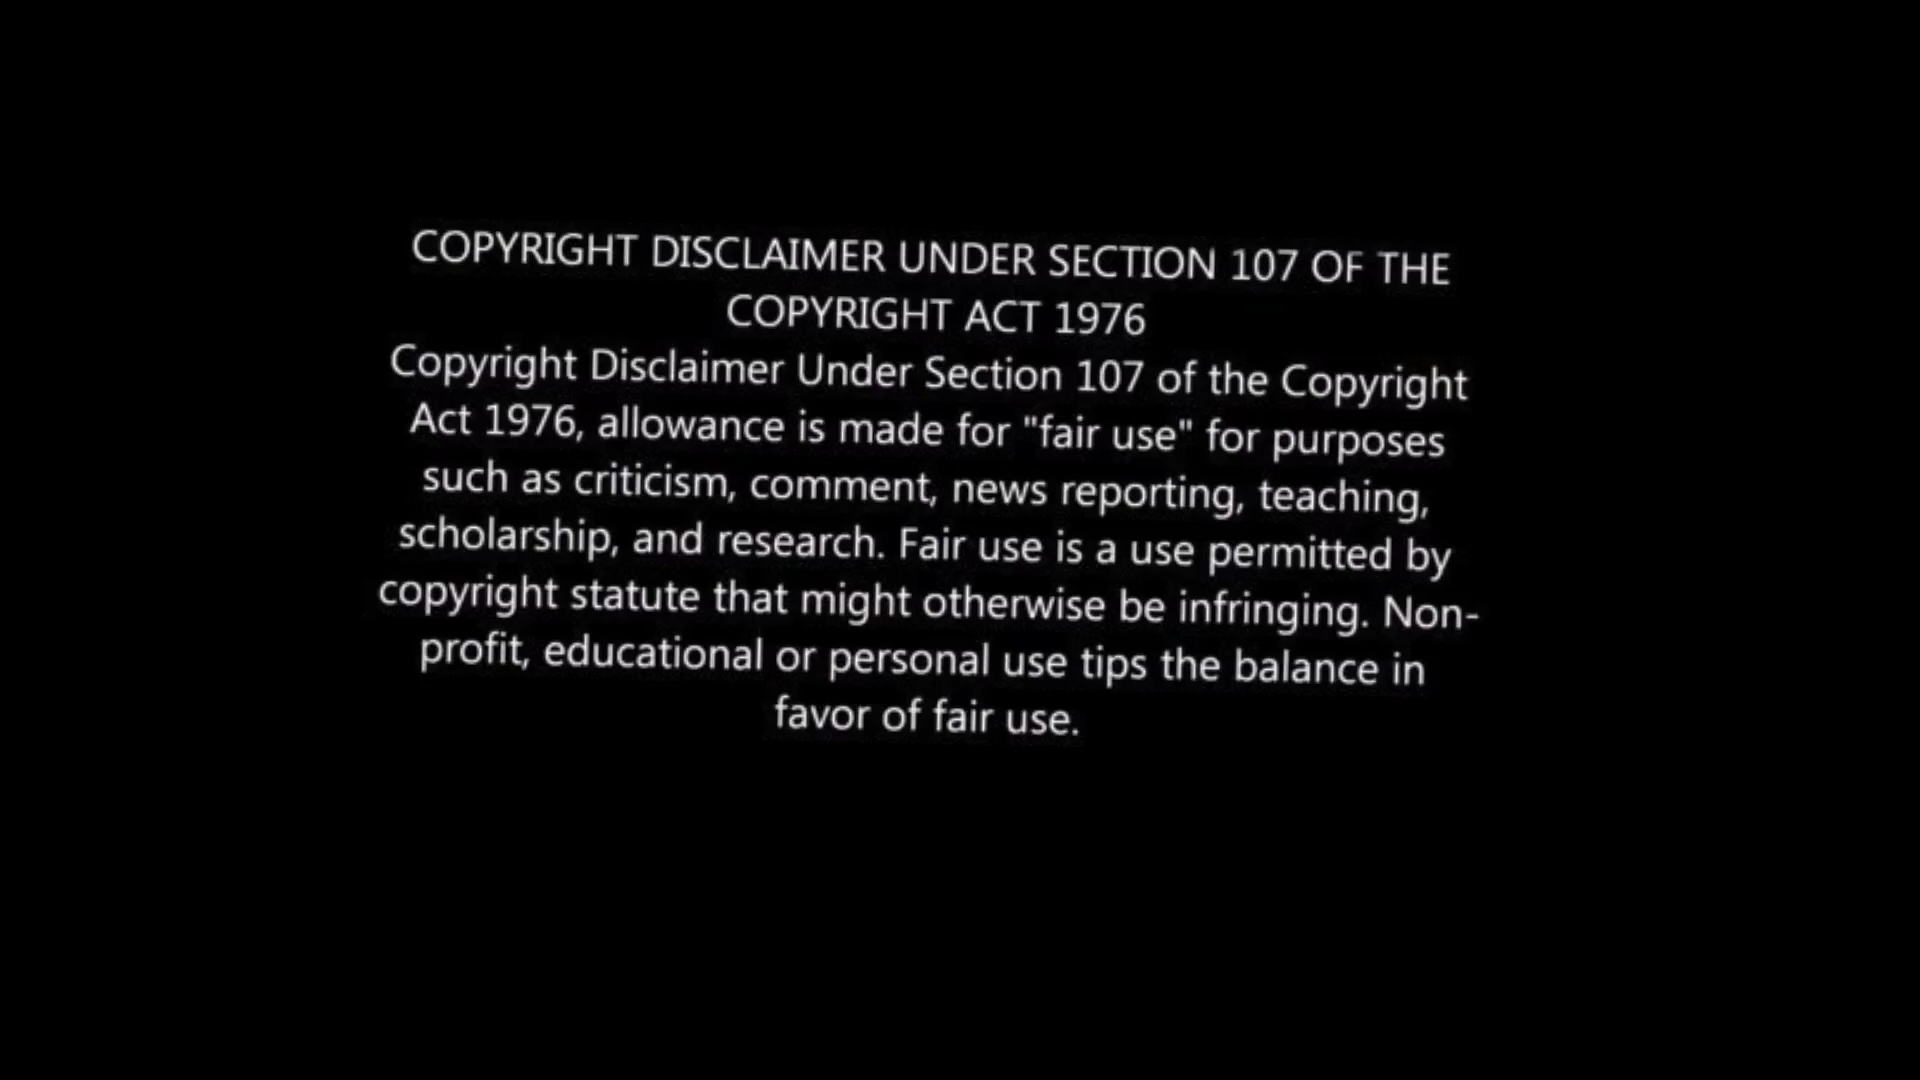 COPYRIGHT DISCLAIMER UNDER SECTION 107 OF THE
COPYRIGHT ACT 1976
Copyright Disclaimer Under Section 107 of the Copyright
Act 1976, allowance is made for "fair use" for purposes
such as criticism, comment, news reporting, teaching,
scholarship, and research. Fair use is a use permitted by
copyright statute that might otherwise be infringing. Non-
profit, educational or personal use tips the balance in
favor of fair use.